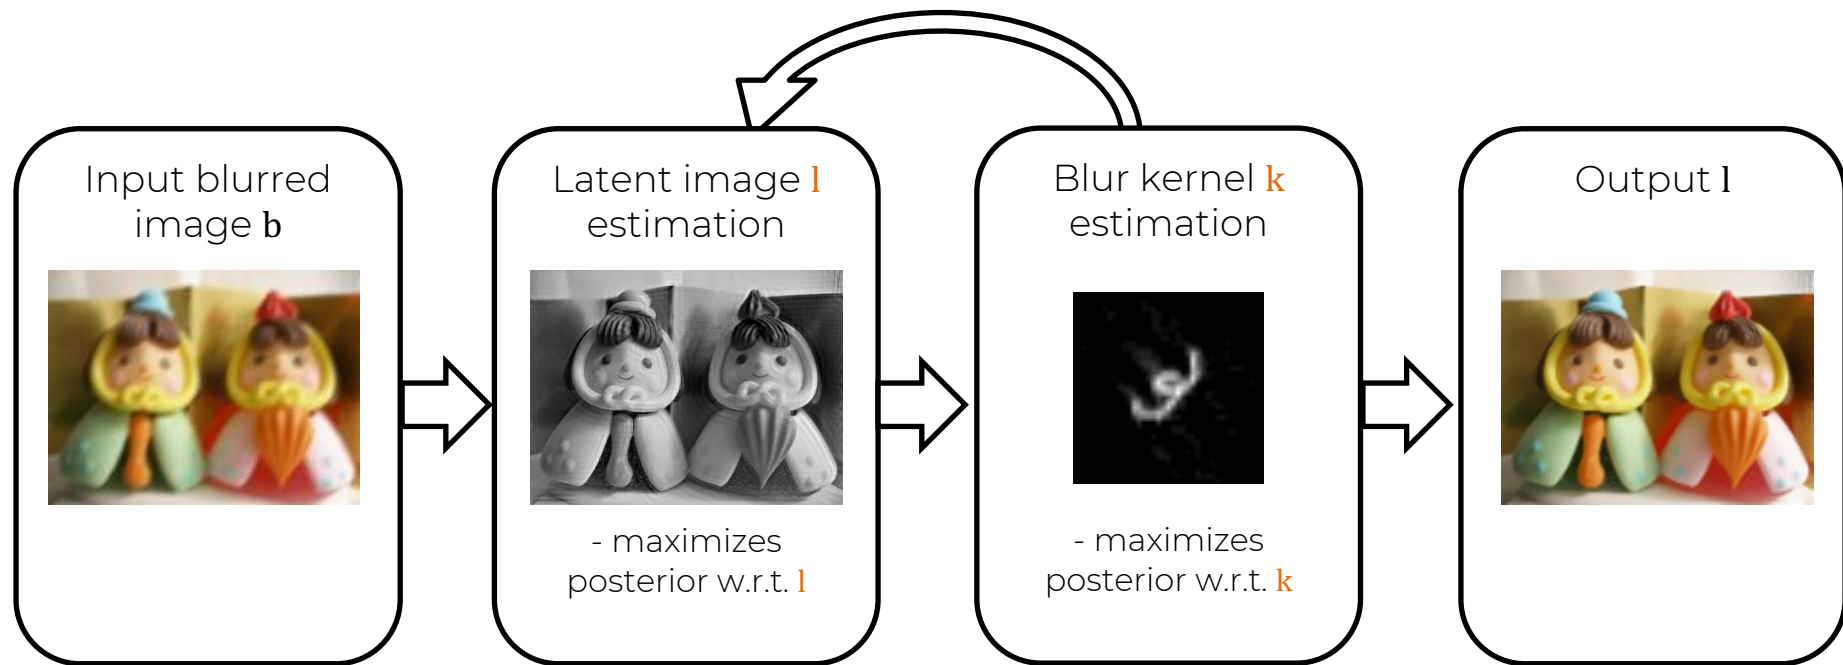 Input blurred
image b
Latent image l
estimation
- maximizes
posterior w.r.t. l
Blur kernel k
estimation
- maximizes
posterior w.r.t. k
Output l